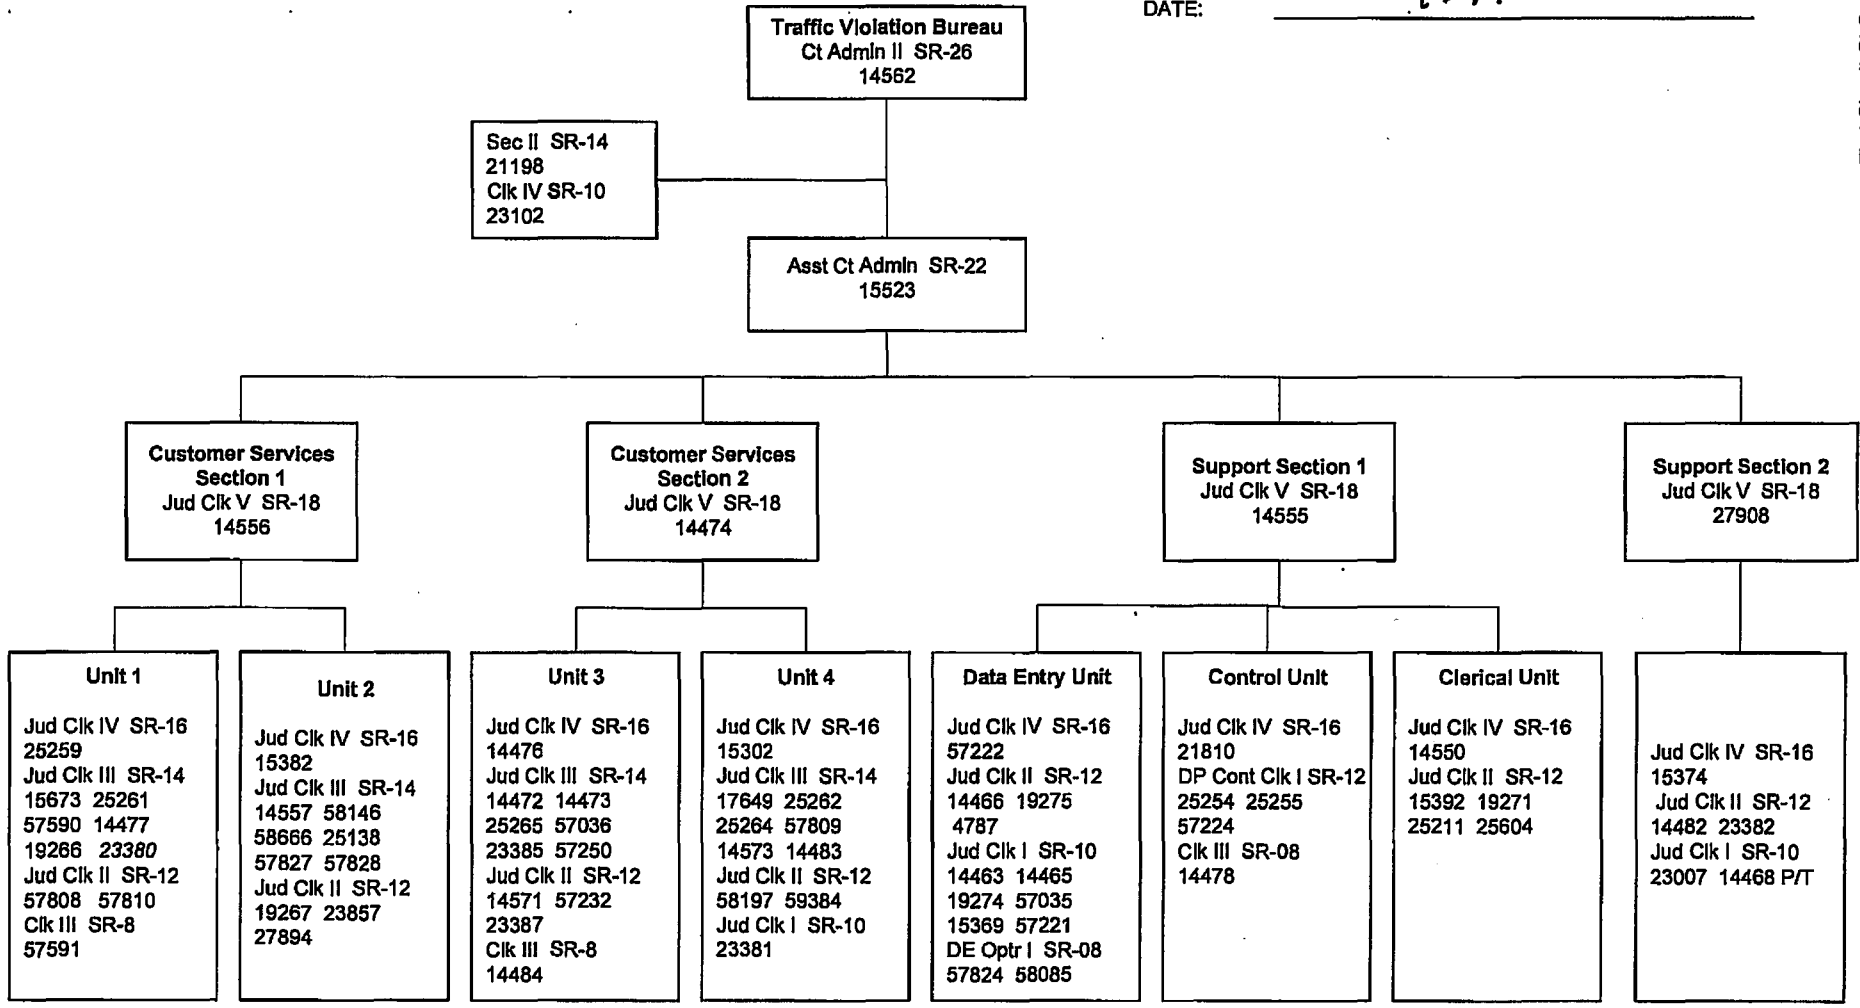 DATE:
Traffic Violation Bureau
Ct Admin II SR-26
14562
Sec II SR-14
21198
Clk IV SR-10
23102
Asst Ct Admin SR-22
15523
Customer Services
Section 1
Jud Clk V SR-18
14556
Customer Services
Section 2
Jud Clk V SR-18
14474
Support Section 1
Jud Clk V SR-18
14555
Support Section 2
Jud Clk V SR-18
27908
Unit 1
Jud Clk IV SR-16
25259
Jud Clk III SR-14
15673 25261
57590 14477
19266 23380
Jud Clk II SR-12
57808 57810
Clk III SR-8
57591
Unit 2
Jud Clk IV SR-16
15382
Jud Clk III SR-14
14557 58146
58666 25138
57827 57828
Jud Clk II SR-12
19267 23857
27894
Unit 3
Jud Clk IV SR-16
14476
Jud Clk III SR-14
14472 14473
25265 57036
23385 57250
Jud Clk II SR-12
14571 57232
23387
Clk III SR-8
14484
Unit 4
Jud Clk IV SR-16
15302
Jud Clk III SR-14
17649 25262
25264 57809
14573 14483
Jud Clk II SR-12
58197 59384
Jud Clk I SR-10
23381
Data Entry Unit
Jud Clk IV SR-16
57222
Jud Clk II SR-12
14466 19275
4787
Jud Clk I SR-10
14463 14465
19274 57035
15369 57221
DE Optr I SR-08
57824 58085
Control Unit
Jud Clk IV SR-16
21810
DP Cont Clk I SR-12
25254 25255
57224
Clk III SR-08
14478
Clerical Unit
Jud Clk IV SR-16
14550
Jud Clk II SR-12
15392 19271
25211 25604
Jud Clk IV SR-16
15374
Jud Clk II SR-12
14482 23382
Jud Clk I SR-10
23007 14468 P/T